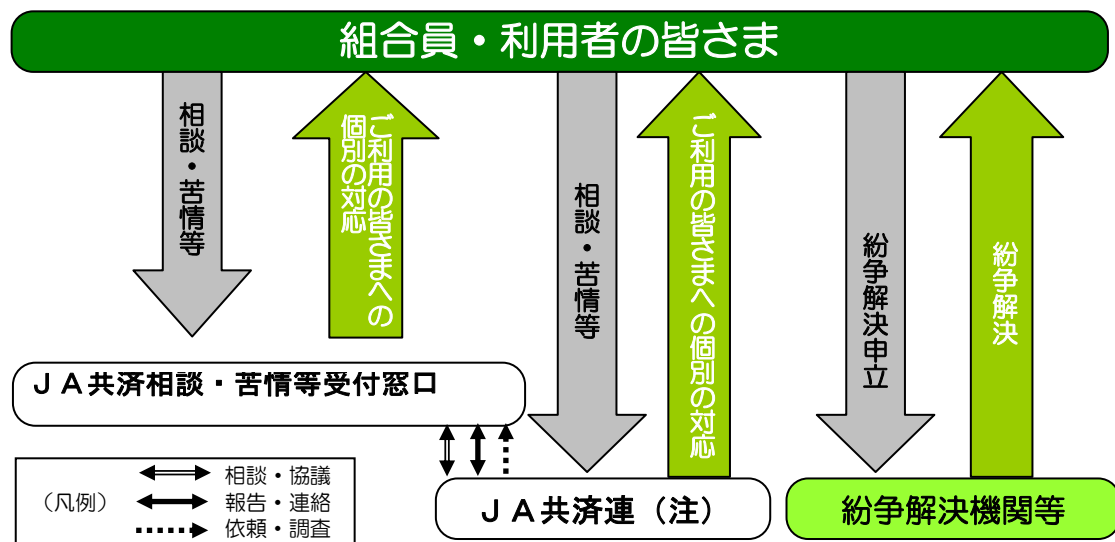 組合員・利用者の皆さま
相談・苦情等
ご利用の皆さまへの
個別の対応
相談・苦情等
ご利用の皆さまへの個別の対応
紛争解決申立
紛争解決
ＪＡ共済相談・苦情等受付窓口
ＪＡ共済連（注）
紛争解決機関等
（凡例）
相談・協議
報告・連絡
依頼・調査